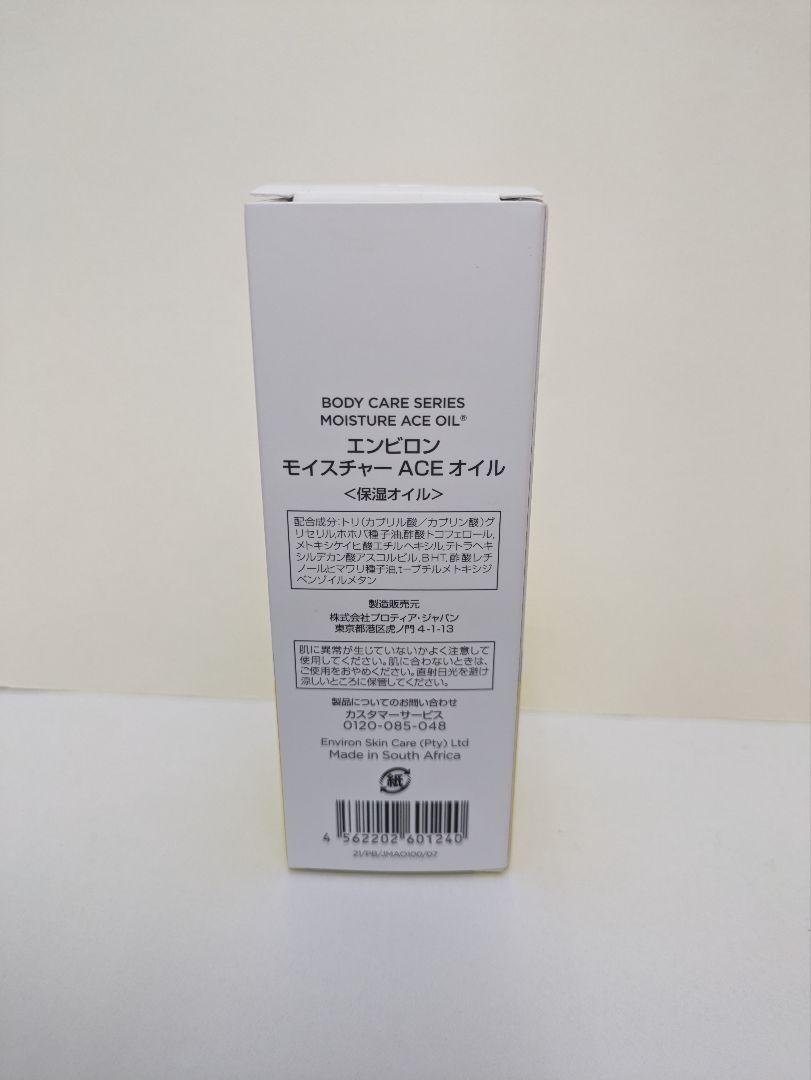 BODY CARE SERIES
MOISTURE ACE OIL®
エンビロン
モイスチャー ACE オイル
<保湿オイル>
配合成分:トリ(カプリル酸/カプリン酸)グ
リセリル,ホホバ種子油,酢酸トコフェロール,
メトキシケイヒ酸エチルヘキシル,テトラヘキ
シルデカン酸アスコルビル,BHT,酢酸レチ
ノール,ヒマワリ種子油,t-ブチルメトキシジ
ベンゾイルメタン
製造販売元
株式会社プロティア・ジャパン
東京都港区虎ノ門 4-1-13
肌に異常が生じていないかよく注意して
使用してください。肌に合わないときは、
ご使用をおやめください。直射日光を避け
涼しいところに保管してください。
製品についてのお問い合わせ
カスタマーサービス
0120-085-048
Environ Skin Care (Pty) Ltd
Made in South Africa
紙
4 562202 601240
21/PB/JMAO100/07